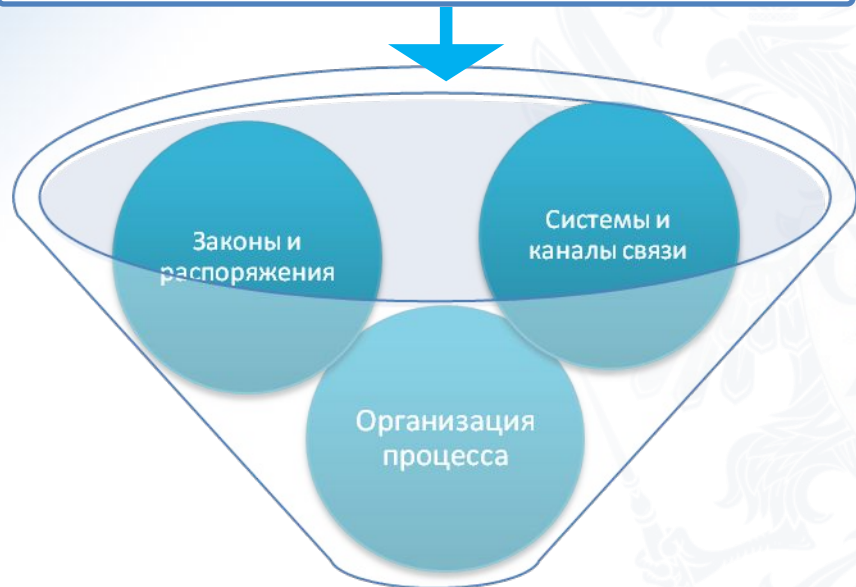 Законы и
распоряжения
Системы и
каналы связи
Организация
процесса